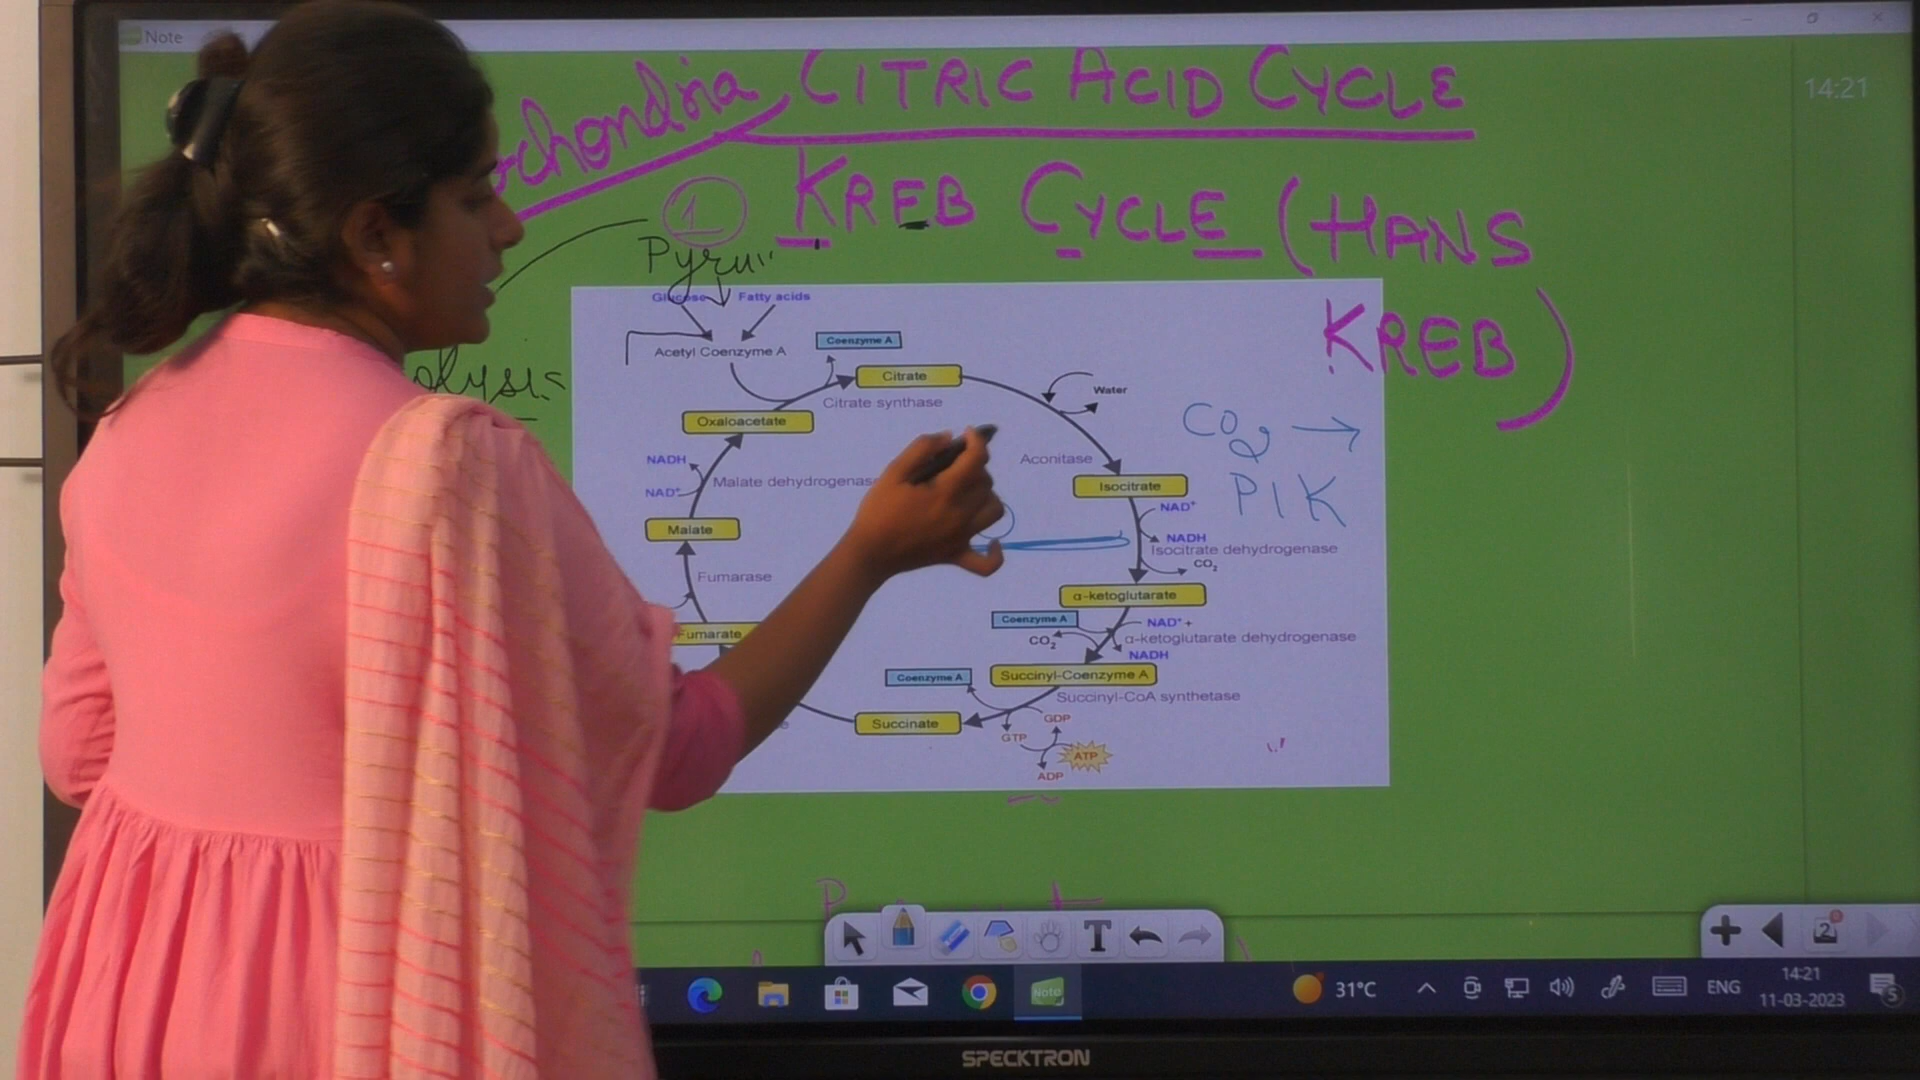 Note
14:21
CITRIC ACID CYCLE
1 KREB CYCLE (HANS
KREB)
Glucose Fatty acids
Acetyl Coenzyme A
Coenzyme A
Citrate
Citrate synthase
Water
Oxaloacetate
CO2 →
Aconitase
NADH
Malate dehydrogenase
Isocitrate
PIK
NAD+
NAD+
Malate
NADH
Isocitrate dehydrogenase
CO2
Fumarase
α-ketoglutarate
Coenzyme A
NAD+ +
Fumarate
CO2
α-ketoglutarate dehydrogenase
NADH
Coenzyme A
Succinyl-Coenzyme A
Succinyl-CoA synthetase
Succinate
GDP
GTP
ATP
ADP
T
2
Note
31°C
ENG
14:21
11-03-2023
5
SPECKTRON